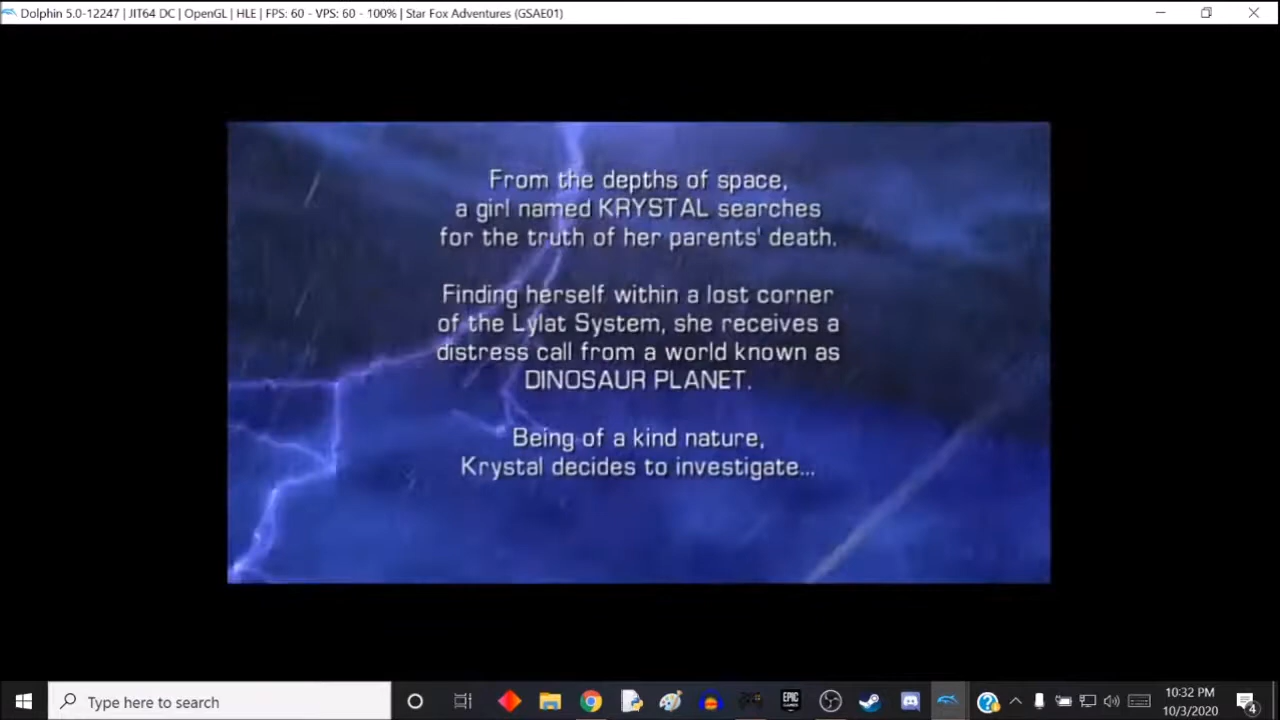 Dolphin 5.0-12247 | JIT64 DC | OpenGL | HLE | FPS: 60 - VPS: 60 - 100% | Star Fox Adventures (GSAE01)
From the depths of space,
a girl named KRYSTAL searches
for the truth of her parents' death.
Finding herself within a lost corner
of the Lylat System, she receives a
distress call from a world known as
DINOSAUR PLANET.
Being of a kind nature,
Krystal decides to investigate...
Type here to search
EPIC
GAMES
10:32 PM
10/3/2020
4